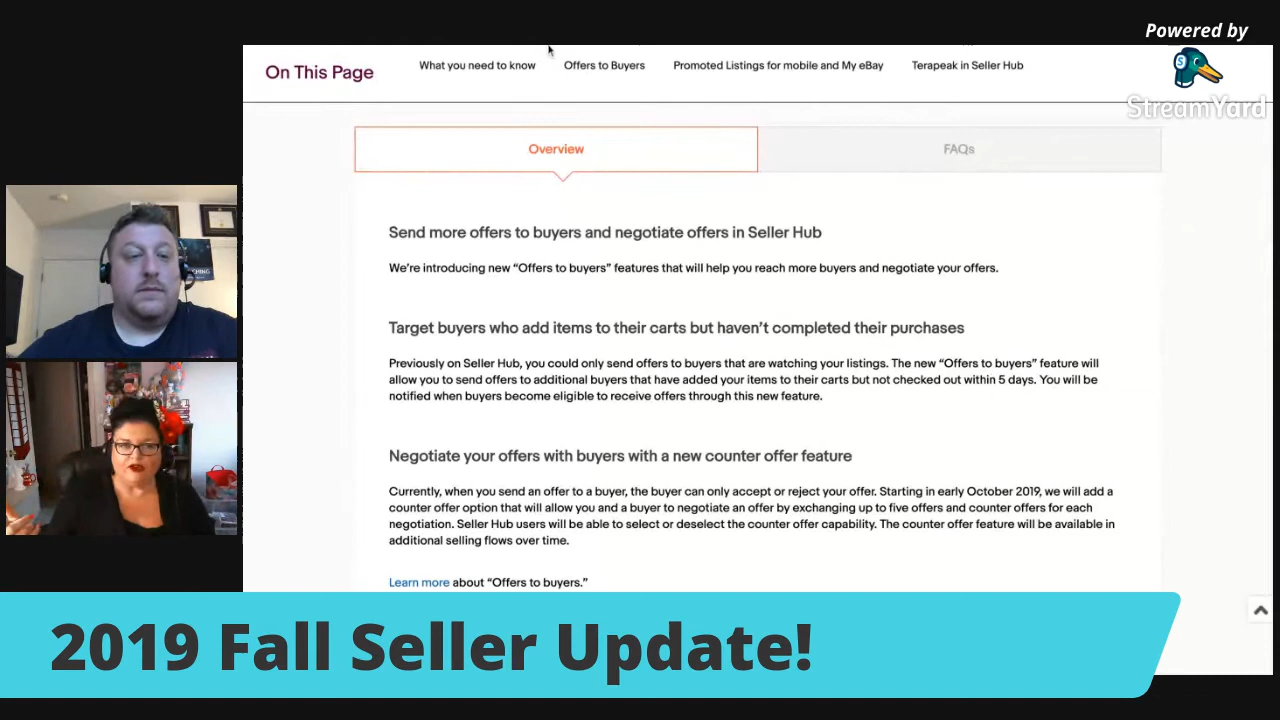 Powered by
StreamYard
On This Page
What you need to know
Offers to Buyers
Promoted Listings for mobile and My eBay
Terapeak in Seller Hub
Overview
FAQs
Send more offers to buyers and negotiate offers in Seller Hub
We're introducing new “Offers to buyers” features that will help you reach more buyers and negotiate your offers.
Target buyers who add items to their carts but haven't completed their purchases
Previously on Seller Hub, you could only send offers to buyers that are watching your listings. The new “Offers to buyers” feature will
allow you to send offers to additional buyers that have added your items to their carts but not checked out within 5 days. You will be
notified when buyers become eligible to receive offers through this new feature.
Negotiate your offers with buyers with a new counter offer feature
Currently, when you send an offer to a buyer, the buyer can only accept or reject your offer. Starting in early October 2019, we will add a
counter offer option that will allow you and a buyer to negotiate an offer by exchanging up to five offers and counter offers for each
negotiation. Seller Hub users will be able to select or deselect the counter offer capability. The counter offer feature will be available in
additional selling flows over time.
Learn more about “Offers to buyers.”
2019 Fall Seller Update!